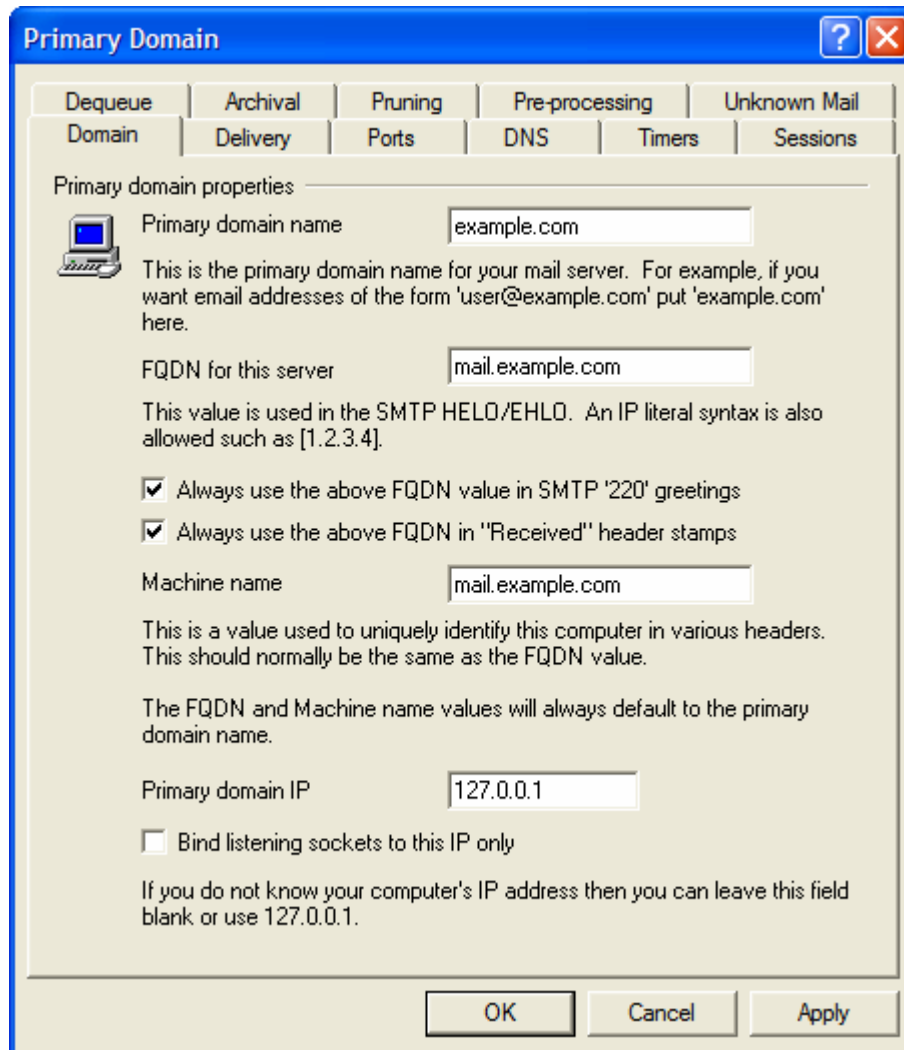 Primary Domain
Dequeue Archival Pruning Pre-processing Unknown Mail
Domain Delivery Ports DNS Timers Sessions
Primary domain properties
Primary domain name example.com
This is the primary domain name for your mail server. For example, if you
want email addresses of the form 'user@example.com' put 'example.com'
here.
FQDN for this server mail.example.com
This value is used in the SMTP HELO/EHLO. An IP literal syntax is also
allowed such as [1.2.3.4].
Always use the above FQDN value in SMTP '220' greetings
Always use the above FQDN in "Received" header stamps
Machine name mail.example.com
This is a value used to uniquely identify this computer in various headers.
This should normally be the same as the FQDN value.
The FQDN and Machine name values will always default to the primary
domain name.
Primary domain IP 127.0.0.1
Bind listening sockets to this IP only
If you do not know your computer's IP address then you can leave this field
blank or use 127.0.0.1.
OK Cancel Apply